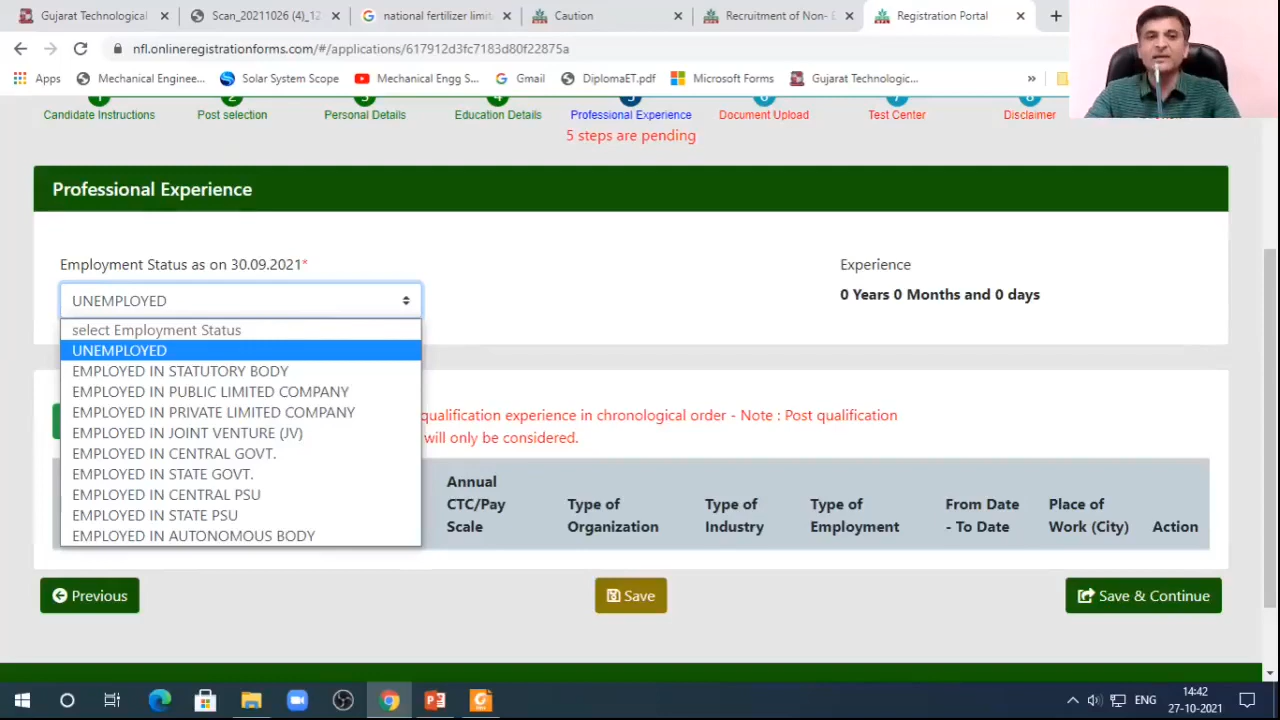 Gujarat Technological
Scan_20211026 (4)_12
national fertilizer limit
Caution
Recruitment of Non- E
Registration Portal
nfl.onlineregistrationforms.com/#/applications/617912d3fc7183d80f22875a
Apps
Mechanical Enginee...
Solar System Scope
Mechanical Engg S...
Gmail
DiplomaET.pdf
Microsoft Forms
Gujarat Technologic...
»
Candidate Instructions
2
Post selection
Personal Details
4
Education Details
5
Professional Experience
Document Upload
Test Center
8
Disclaimer
5 steps are pending
Professional Experience
Employment Status as on 30.09.2021*
Experience
UNEMPLOYED
0 Years 0 Months and 0 days
select Employment Status
UNEMPLOYED
EMPLOYED IN STATUTORY BODY
EMPLOYED IN PUBLIC LIMITED COMPANY
EMPLOYED IN PRIVATE LIMITED COMPANY
EMPLOYED IN JOINT VENTURE (JV)
EMPLOYED IN CENTRAL GOVT.
EMPLOYED IN STATE GOVT.
EMPLOYED IN CENTRAL PSU
EMPLOYED IN STATE PSU
EMPLOYED IN AUTONOMOUS BODY
qualification experience in chronological order - Note : Post qualification
will only be considered.
Annual
CTC/Pay
Scale
Type of
Organization
Type of
Industry
Type of
Employment
From Date
- To Date
Place of
Work (City)
Action
Previous
Save
Save & Continue
ENG
14:42
27-10-2021